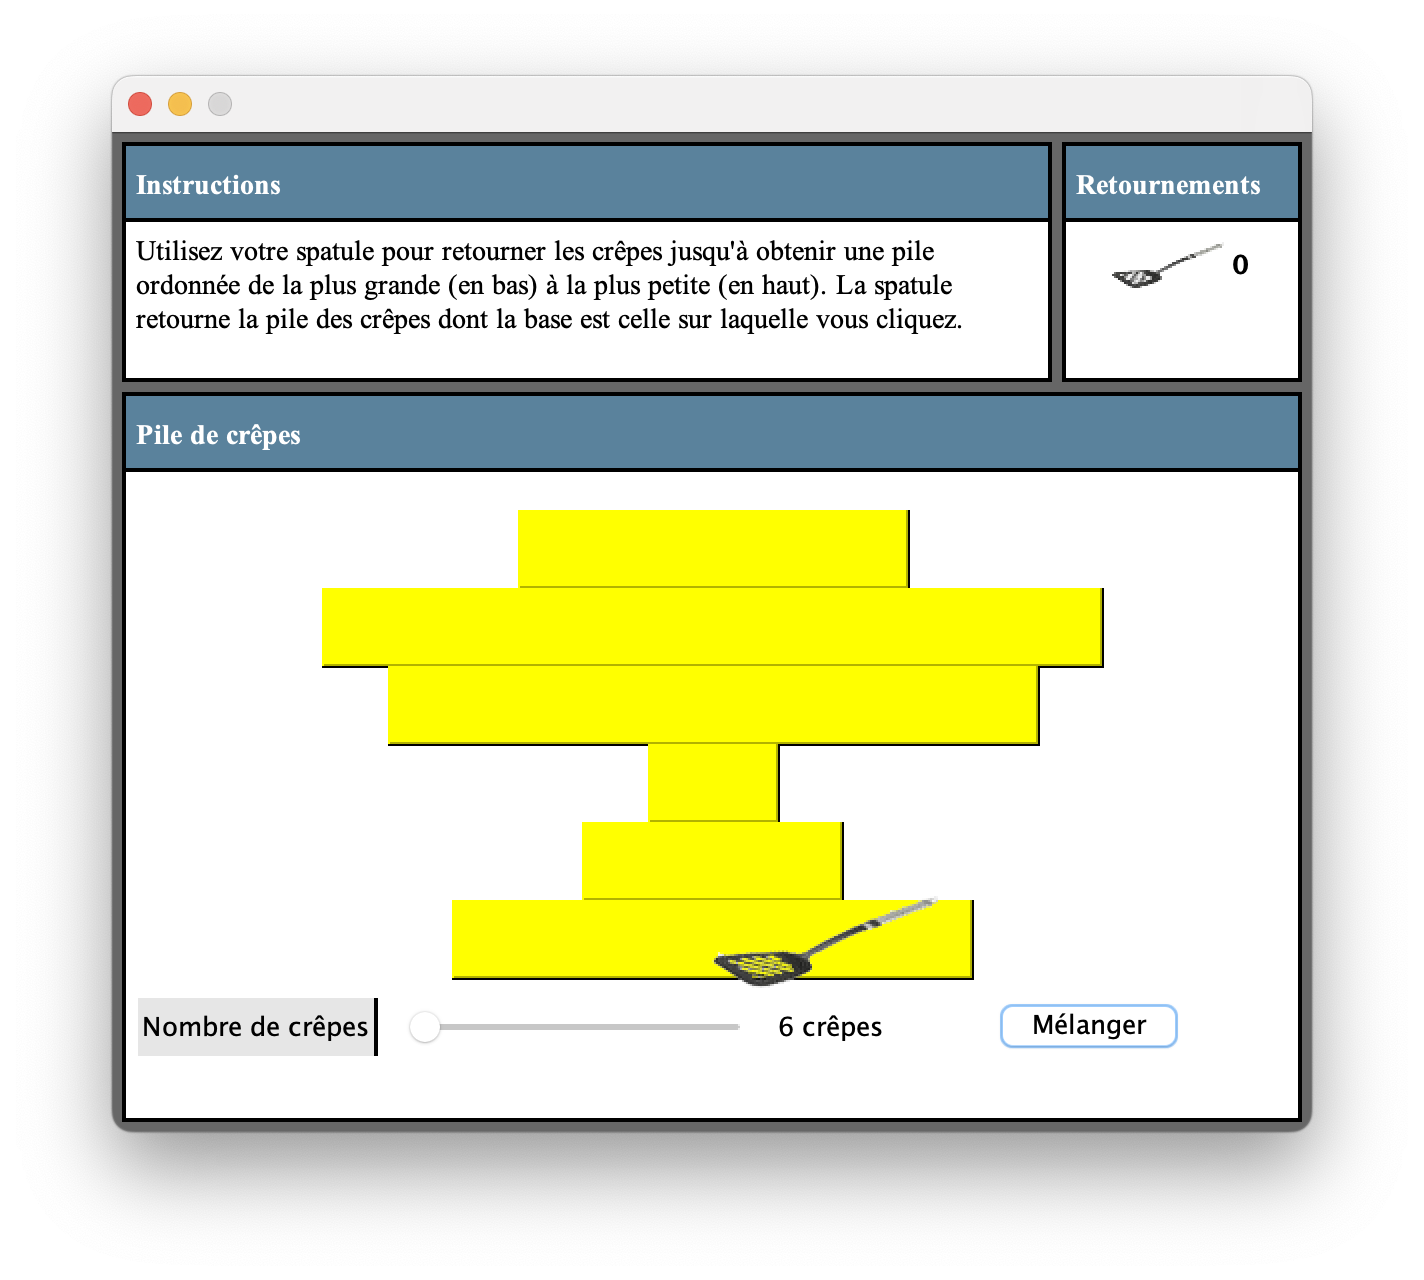 Instructions
Retournements
Utilisez votre spatule pour retourner les crêpes jusqu'à obtenir une pile
ordonnée de la plus grande (en bas) à la plus petite (en haut). La spatule
retourne la pile des crêpes dont la base est celle sur laquelle vous cliquez.
0
Pile de crêpes
Nombre de crêpes
6 crêpes
Mélanger